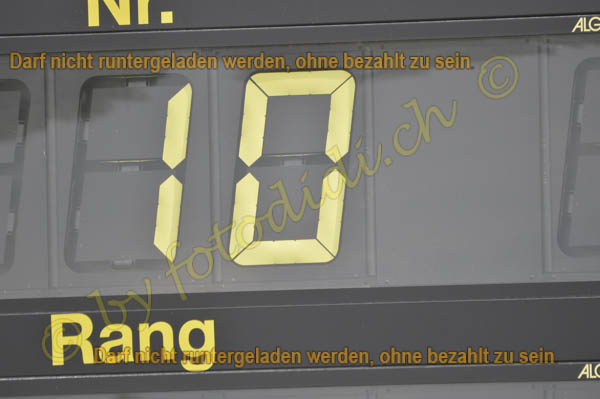 Nr.
ALG
Darf nicht runtergeladen werden, ohne bezahlt zu sein.
10
© by fotodidi.ch ©
Rang
Darf nicht runtergeladen werden, ohne bezahlt zu sein.
ALG